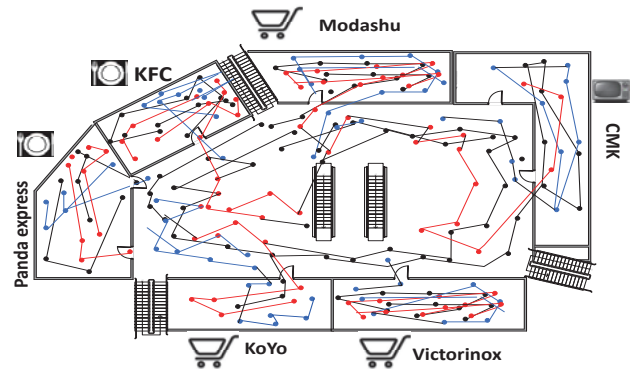 Modashu
KFC
CMK
Panda express
KoYo
Victorinox